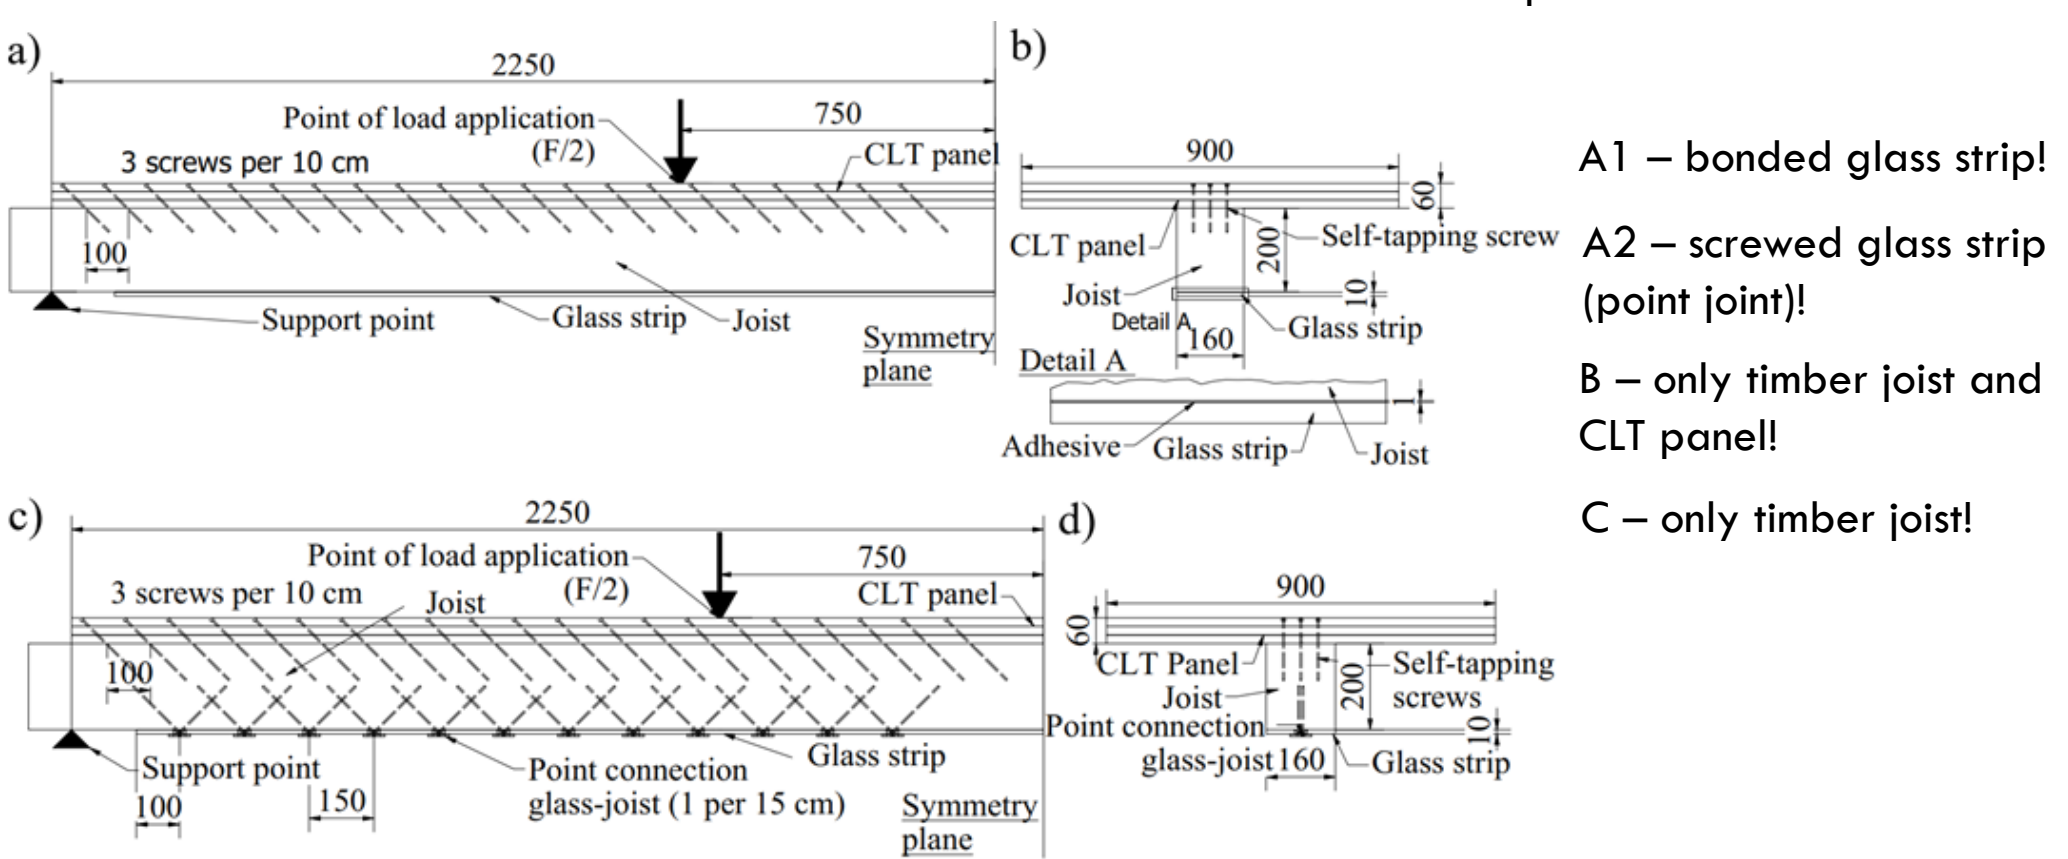 a)
2250
Point of load application
(F/2)
750
3 screws per 10 cm
CLT panel
100
Support point
Glass strip
Joist
Symmetry
plane
b)
900
60
CLT panel
Self-tapping screw
200
Joist
10
Detail A
Glass strip
160
Detail A
1
Adhesive
Glass strip
Joist
c)
2250
Point of load application
(F/2)
750
3 screws per 10 cm
Joist
CLT panel
100
Support point
Glass strip
Point connection
glass-joist (1 per 15 cm)
100
150
Symmetry
plane
d)
900
60
CLT Panel
Self-tapping
screws
Joist
200
Point connection
glass-joist
10
160
Glass strip
A1 – bonded glass strip!
A2 – screwed glass strip
(point joint)!
B – only timber joist and
CLT panel!
C – only timber joist!